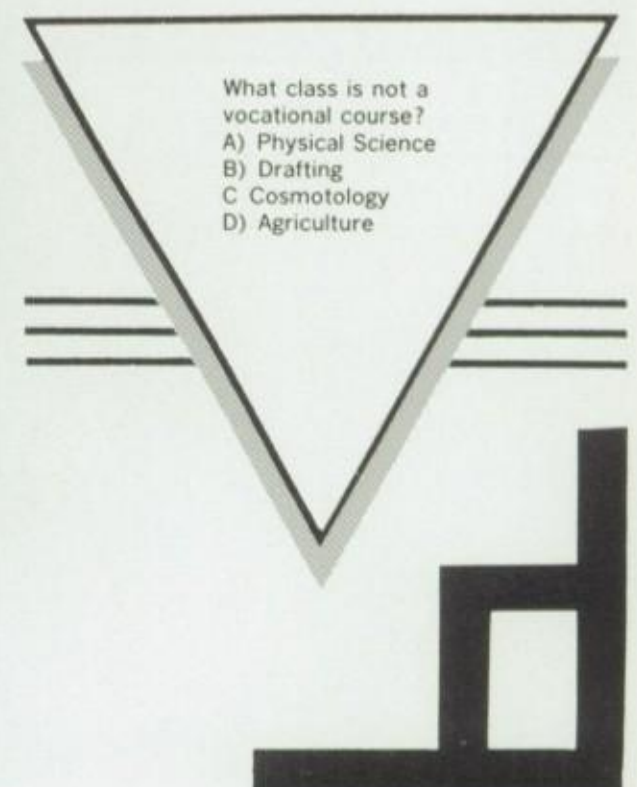 What class is not a
vocational course?
A) Physical Science
B) Drafting
C Cosmotology
D) Agriculture